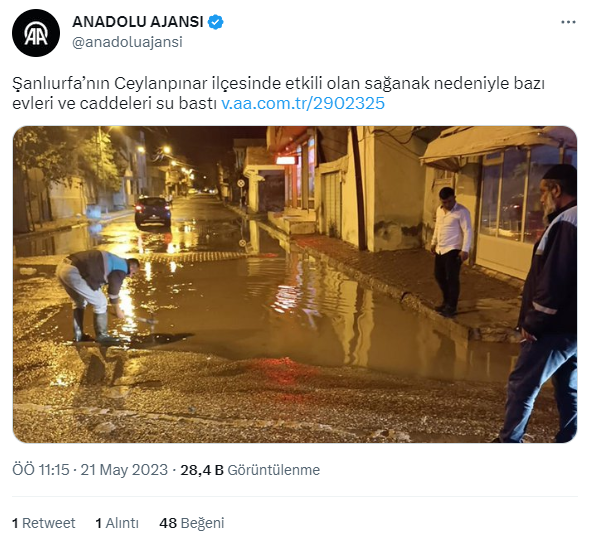 ANADOLU AJANSI
@anadoluajansi
Şanlıurfa’nın Ceylanpınar ilçesinde etkili olan sağanak nedeniyle bazı
evleri ve caddeleri su bastı v.aa.com.tr/2902325
ÖÖ 11:15 · 21 May 2023 · 28,4 B Görüntülenme
1 Retweet 1 Alıntı 48 Beğeni